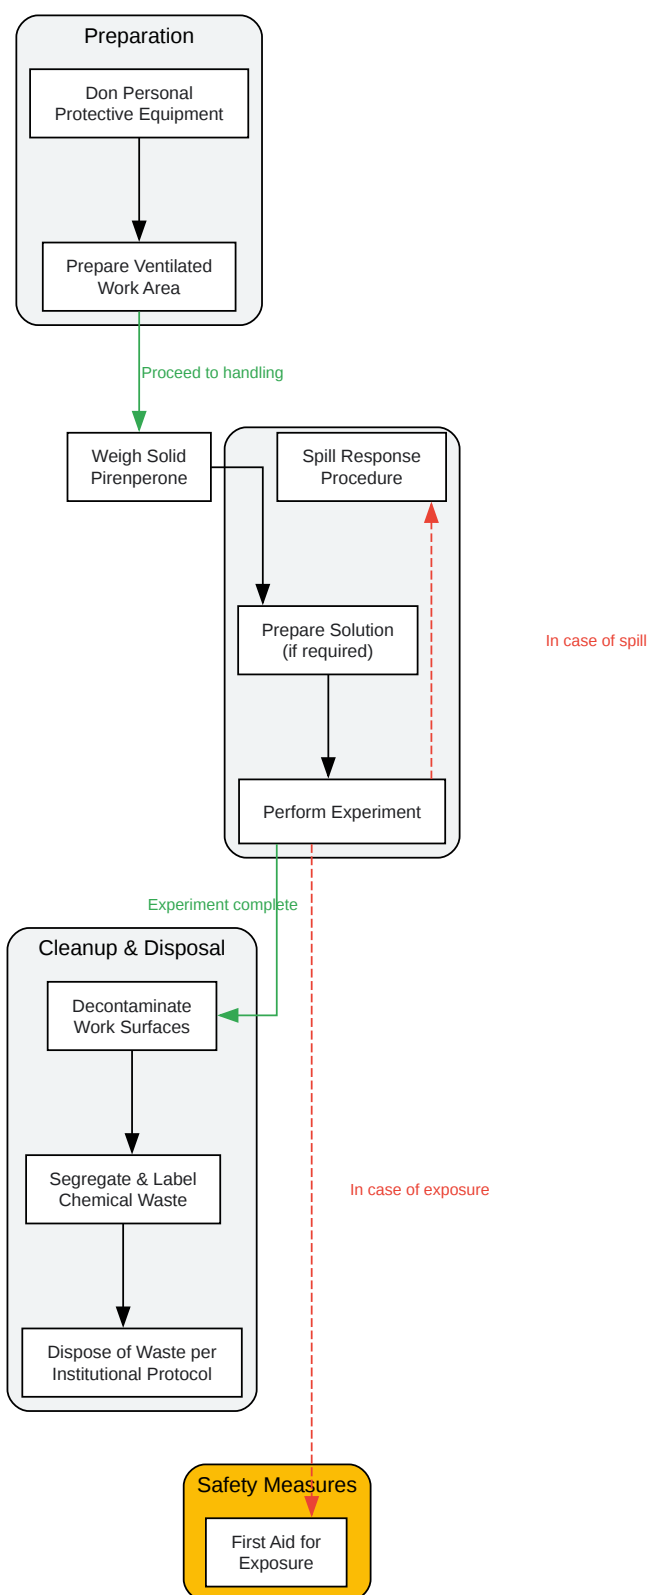 Preparation
Don Personal
Protective Equipment
Prepare Ventilated
Work Area
Proceed to handling
Weigh Solid
Pirenperone
Spill Response
Procedure
Prepare Solution
(if required)
In case of spill
Perform Experiment
Experiment complete
Cleanup & Disposal
Decontaminate
Work Surfaces
Segregate & Label
Chemical Waste
In case of exposure
Dispose of Waste per
Institutional Protocol
Safety Measures
First Aid for
Exposure